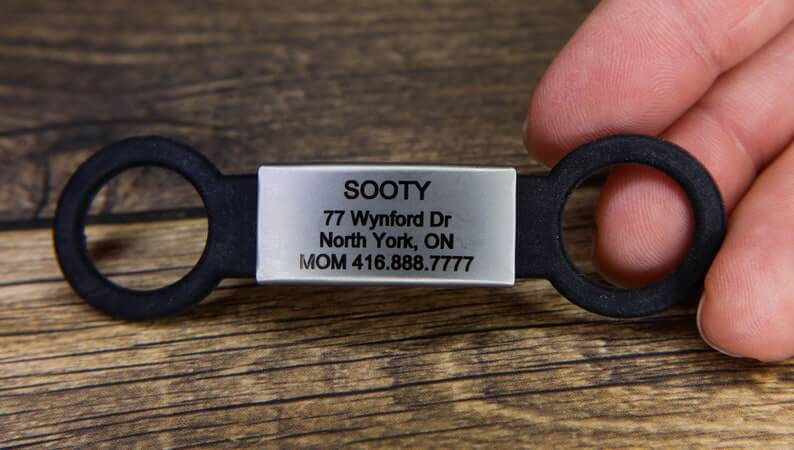 SOOTY
77 Wynford Dr
North York, ON
MOM 416.888.7777